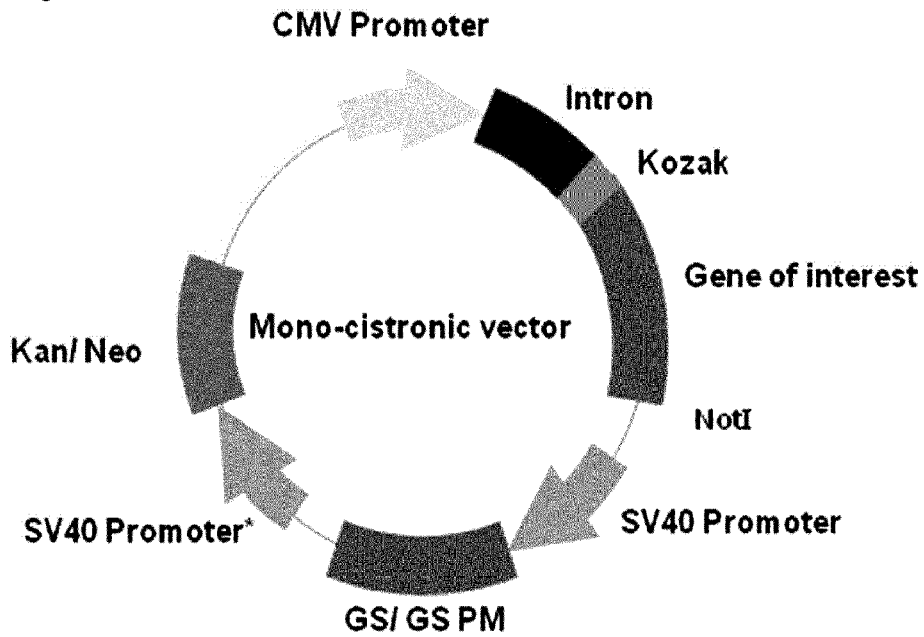 CMV Promoter
Intron
Kozak
Gene of interest
Mono-cistronic vector
Kan/ Neo
NotI
SV40 Promoter*
SV40 Promoter
GS/ GS PM